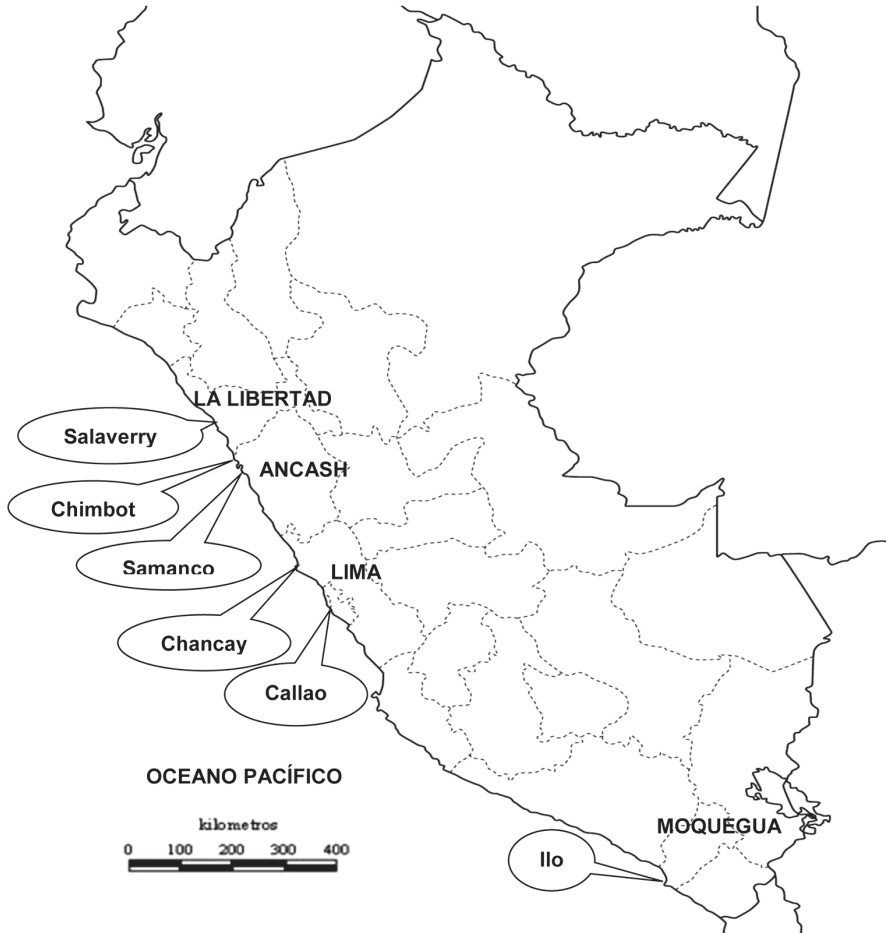 LA LIBERTAD
Salaverry
ANCASH
Chimbot
Samanco
LIMA
Chancay
Callao
OCEANO PACÍFICO
kilometros
0 100 200 300 400
MOQUEGUA
Ilo